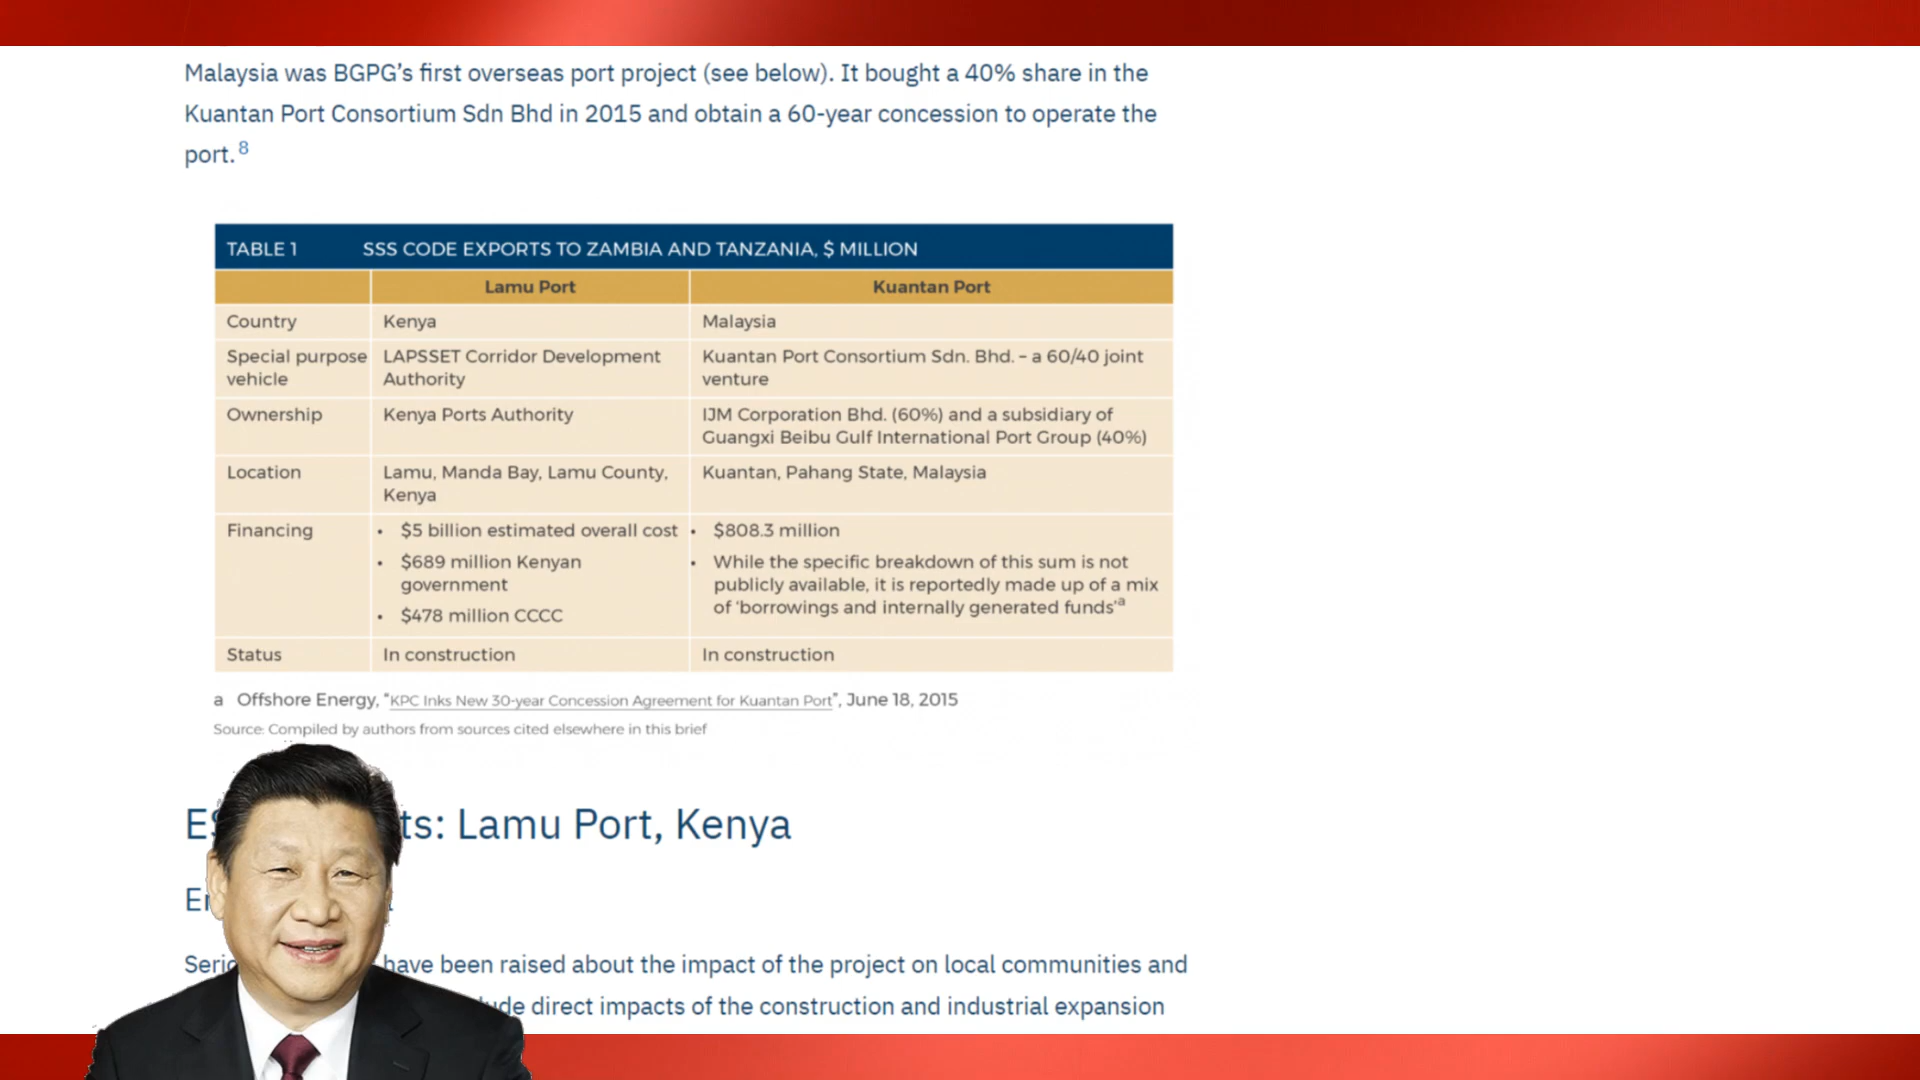 Malaysia was BGPG's first overseas port project (see below). It bought a 40% share in the
Kuantan Port Consortium Sdn Bhd in 2015 and obtain a 60-year concession to operate the
port. 8
TABLE 1 SSS CODE EXPORTS TO ZAMBIA AND TANZANIA, $ MILLION
Lamu Port Kuantan Port
Country Kenya Malaysia
Special purpose LAPSSET Corridor Development Kuantan Port Consortium Sdn. Bhd. – a 60/40 joint
vehicle Authority venture
Ownership Kenya Ports Authority IJM Corporation Bhd. (60%) and a subsidiary of
Guangxi Beibu Gulf International Port Group (40%)
Location Lamu, Manda Bay, Lamu County, Kuantan, Pahang State, Malaysia
Kenya
Financing • $5 billion estimated overall cost • $808.3 million
• $689 million Kenyan • While the specific breakdown of this sum is not
government publicly available, it is reportedly made up of a mix
of 'borrowings and internally generated funds'a
• $478 million CCCC
Status In construction In construction
a Offshore Energy, "KPC Inks New 30-year Concession Agreement for Kuantan Port", June 18, 2015
Source: Compiled by authors from sources cited elsewhere in this brief
ts: Lamu Port, Kenya
have been raised about the impact of the project on local communities and
direct impacts of the construction and industrial expansion